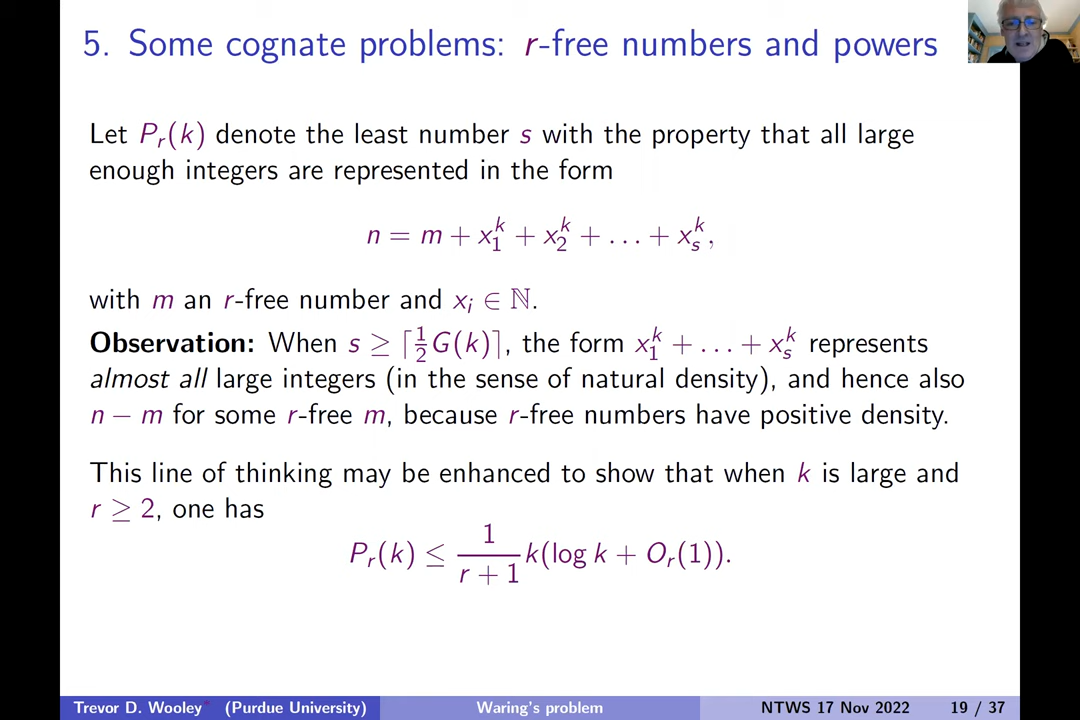 5. Some cognate problems: r-free numbers and powers
Let P_r(k) denote the least number s with the property that all large
enough integers are represented in the form
n = m + x_1^k + x_2^k + … + x_s^k,
with m an r-free number and x_i ∈ ℕ.
Observation: When s ≥ ⌈½G(k)⌉, the form x_1^k + … + x_s^k represents
almost all large integers (in the sense of natural density), and hence also
n − m for some r-free m, because r-free numbers have positive density.
This line of thinking may be enhanced to show that when k is large and
r ≥ 2, one has
P_r(k) ≤ 1/(r + 1) k(log k + O_r(1)).
Trevor D. Wooley* (Purdue University) Waring's problem NTWS 17 Nov 2022 19 / 37